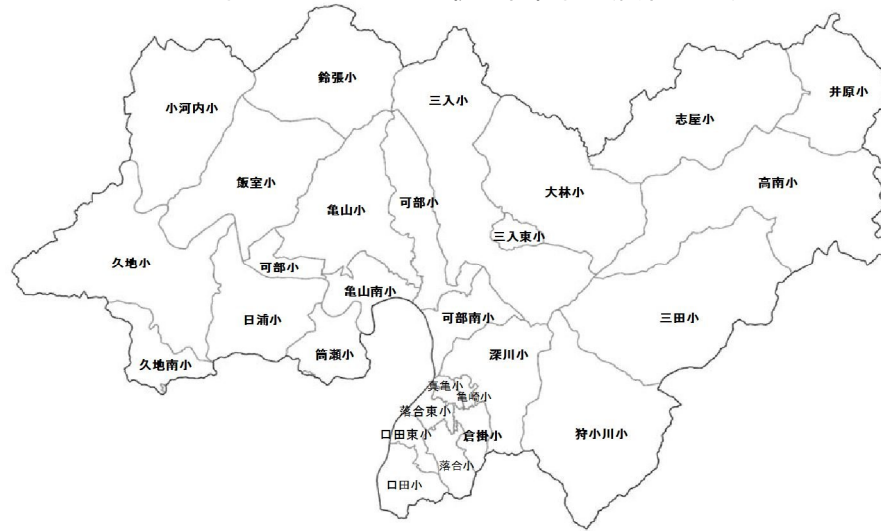 鈴張小
三入小
井原小
小河内小
志屋小
飯室小
高南小
大林小
亀山小
可部小
三入東小
久地小
可部小
亀山南小
日浦小
可部南小
三田小
筒瀬小
深川小
久地南小
真亀小
亀崎小
落合東小
口田東小
倉掛小
狩小川小
落合小
口田小